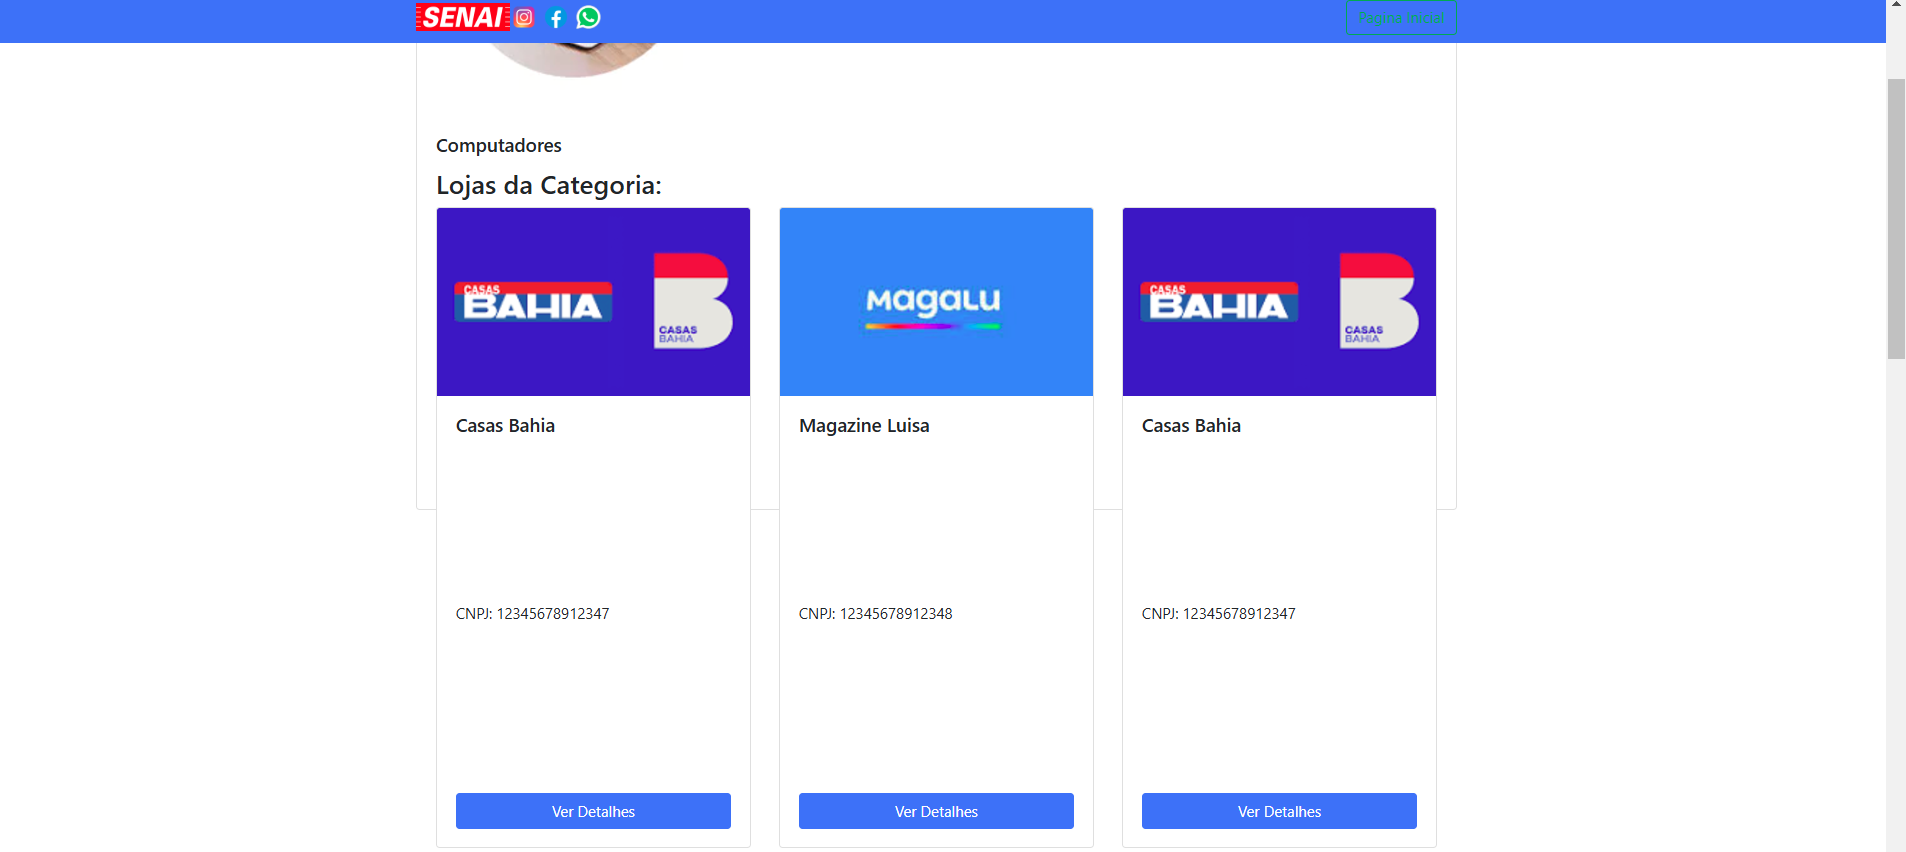 SENAI
Pagina Inicial
Computadores
Lojas da Categoria:
CASAS BAHIA
CASAS BAHIA
magaLu
CASAS BAHIA
CASAS BAHIA
Casas Bahia
Magazine Luisa
Casas Bahia
CNPJ: 12345678912347
CNPJ: 12345678912348
CNPJ: 12345678912347
Ver Detalhes
Ver Detalhes
Ver Detalhes